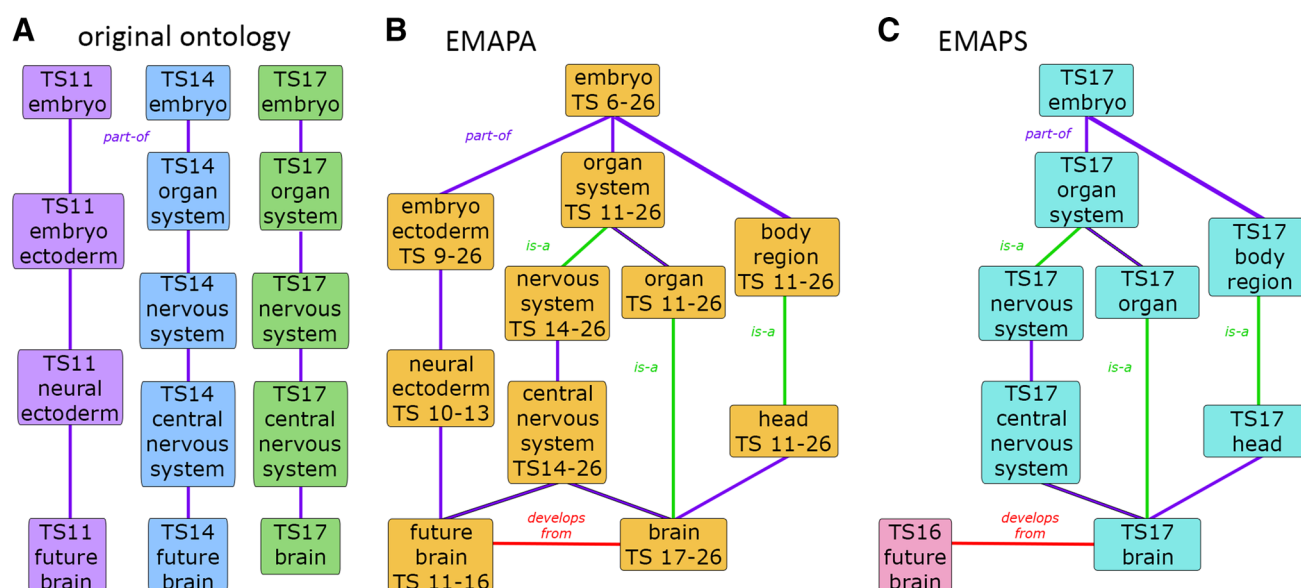 A
original ontology
TS11
embryo
TS14
embryo
TS17
embryo
part-of
TS14
organ
system
TS17
organ
system
TS11
embryo
ectoderm
TS14
nervous
system
TS17
nervous
system
TS11
neural
ectoderm
TS14
central
nervous
system
TS17
central
nervous
system
TS11
future
brain
TS14
future
brain
TS17
brain
B
EMAPA
embryo
TS 6-26
part-of
organ
system
TS 11-26
embryo
ectoderm
TS 9-26
body
region
TS 11-26
is-a
nervous
system
TS 14-26
organ
TS 11-26
is-a
is-a
neural
ectoderm
TS 10-13
central
nervous
system
TS14-26
head
TS 11-26
future
brain
TS 11-16
develops
from
brain
TS 17-26
C
EMAPS
TS17
embryo
part-of
TS17
organ
system
TS17
body
region
is-a
TS17
nervous
system
TS17
organ
is-a
is-a
TS17
central
nervous
system
TS17
head
TS16
future
brain
develops
from
TS17
brain